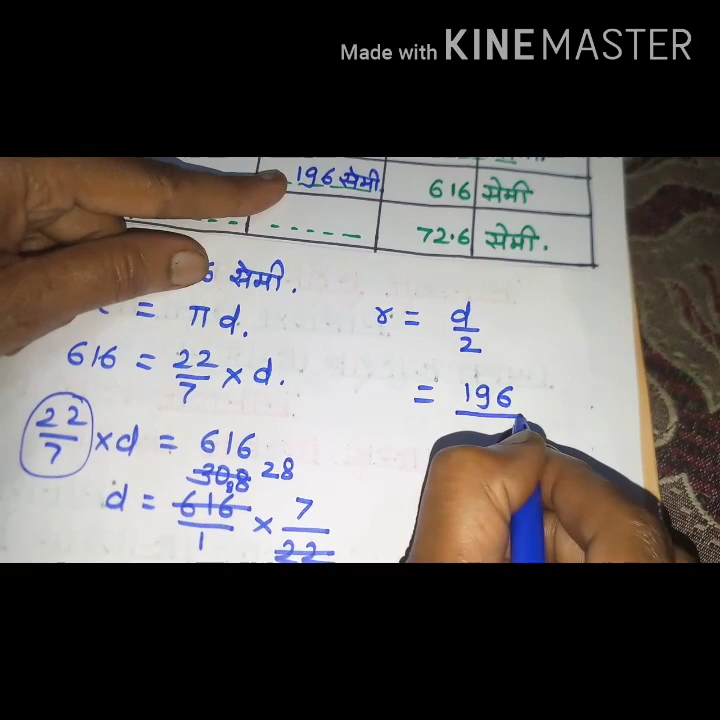 Made with KINEMASTER
196 सेमी. 616 सेमी
----- 72.6 सेमी.
6 सेमी.
= πd.
616 = 22/7 × d.
22/7 × d = 616
308 28
d = 616/1 × 7/22
r = d/2
= 196